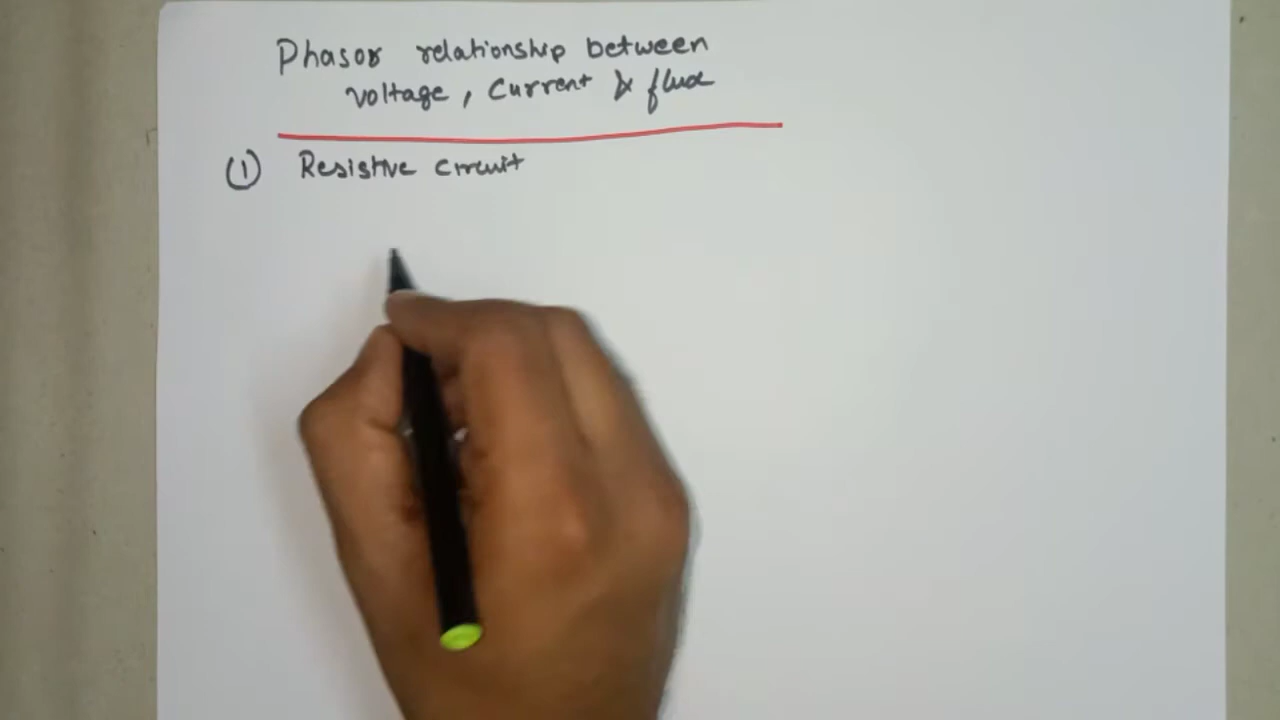 Phasor relationship between
voltage, current & flux
① Resistive circuit